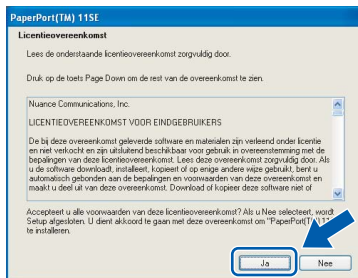 PaperPort(TM) 11SE
Licentieovereenkomst
Lees de onderstaande licentieovereenkomst zorgvuldig door.
Druk op de toets Page Down om de rest van de overeenkomst te zien.
Nuance Communications, Inc.
LICENTIEOVEREENKOMST VOOR EINDGEBRUIKERS
De bij deze overeenkomst geleverde software en materialen zijn verleend onder licentie
en niet verkocht en zijn uitsluitend beschikbaar voor gebruik in overeenstemming met de
bepalingen van deze licentieovereenkomst. Lees deze overeenkomst zorgvuldig door. Als
u de software downloadt, installeert, kopieert of op enige andere wijze gebruikt, bent u
automatisch gebonden aan de bepalingen en voorwaarden van deze overeenkomst en
maakt u deel uit van deze overeenkomst. Download of kopieer deze software niet of
Accepteert u alle voorwaarden van deze licentieovereenkomst? Als u Nee selecteert, wordt
Setup afgesloten. U dient akkoord te gaan met deze overeenkomst om "PaperPort(TM) 11
te installeren.
Ja
Nee